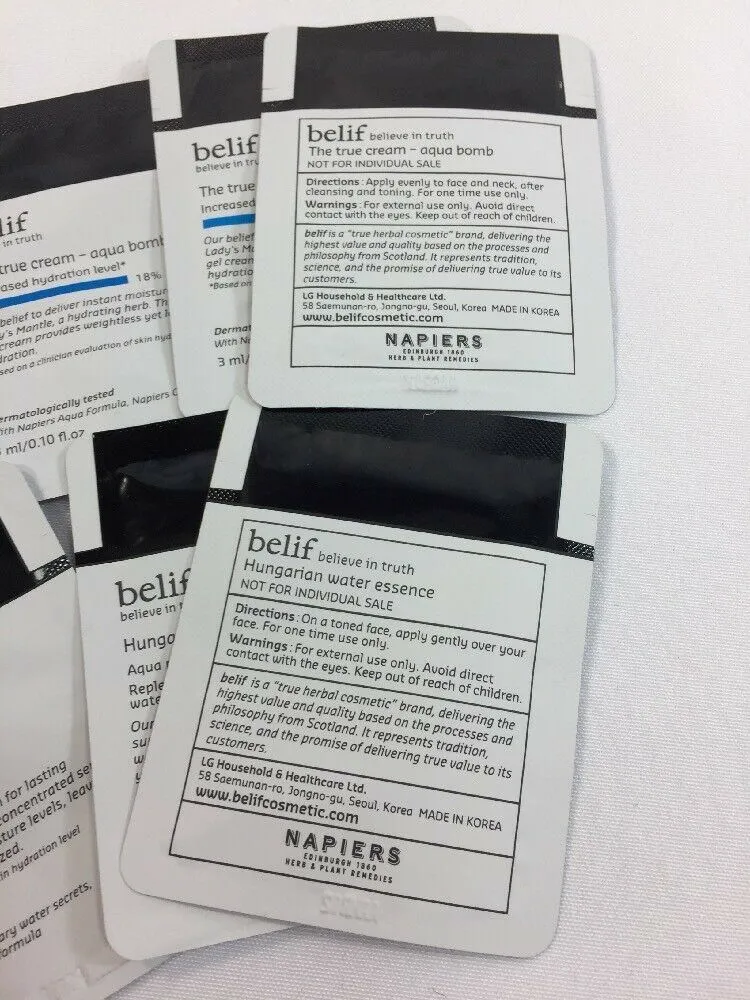 belif believe in truth
The true cream – aqua bomb
NOT FOR INDIVIDUAL SALE
Directions : Apply evenly to face and neck, after
cleansing and toning. For one time use only.
Warnings : For external use only. Avoid direct
contact with the eyes. Keep out of reach of children.
belif is a "true herbal cosmetic" brand, delivering the
highest value and quality based on the processes and
philosophy from Scotland. It represents tradition,
science, and the promise of delivering true value to its
customers.
LG Household & Healthcare Ltd.
58 Saemunan-ro, Jongno-gu, Seoul, Korea MADE IN KOREA
www.belifcosmetic.com
NAPIERS
EDINBURGH 1860
HERB & PLANT REMEDIES
belif
believe in tru
The true
Increased
Our belief
Lady's Ma
gel cream
hydratio
*Based on
Dermat
With Na
3 ml/
lif
in truth
true cream – aqua bomb
ased hydration level*
18%
belief to deliver instant moistur
y's Mantle, a hydrating herb. Th
cream provides weightless yet l
dration.
sed on a clinician evaluation of skin hyd
ermatologically tested
ith Napiers Aqua Formula, Napiers C
ml/0.10 fl.oz
belif believe in truth
Hungarian water essence
NOT FOR INDIVIDUAL SALE
Directions : On a toned face, apply gently over your
face. For one time use only.
Warnings : For external use only. Avoid direct
contact with the eyes. Keep out of reach of children.
belif is a "true herbal cosmetic" brand, delivering the
highest value and quality based on the processes and
philosophy from Scotland. It represents tradition,
science, and the promise of delivering true value to its
customers.
LG Household & Healthcare Ltd.
58 Saemunan-ro, Jongno-gu, Seoul, Korea MADE IN KOREA
www.belifcosmetic.com
NAPIERS
EDINBURGH 1860
HERB & PLANT REMEDIES
belif
believe in t
Hunga
Aqua
Reple
wate
Our
su
w
y
for lasting
oncentrated se
ture levels, leav
zed.
in hydration level
ary water secrets,
ormula